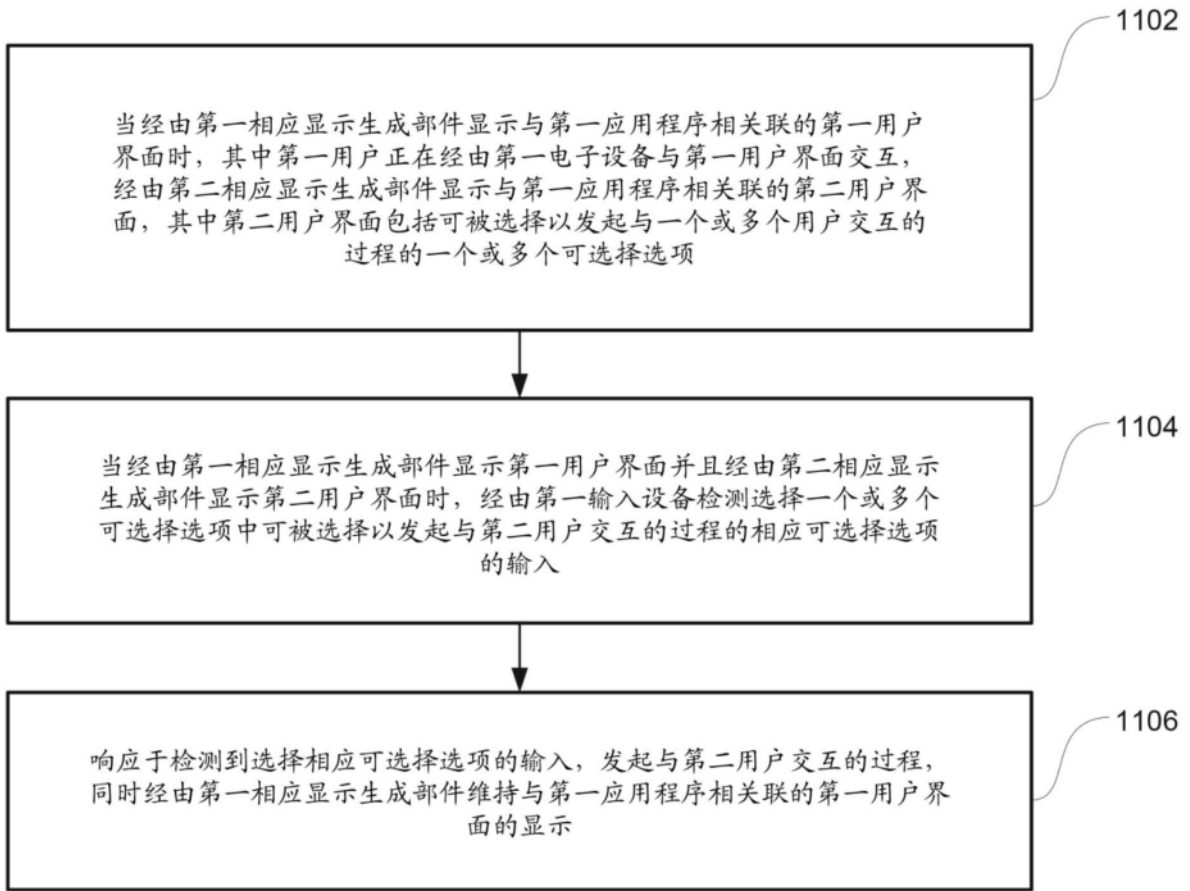 1102
当经由第一相应显示生成部件显示与第一应用程序相关联的第一用户
界面时，其中第一用户正在经由第一电子设备与第一用户界面交互，
经由第二相应显示生成部件显示与第一应用程序相关联的第二用户界
面，其中第二用户界面包括可被选择以发起与一个或多个用户交互的
过程的一个或多个可选择选项
1104
当经由第一相应显示生成部件显示第一用户界面并且经由第二相应显示
生成部件显示第二用户界面时，经由第一输入设备检测选择一个或多个
可选择选项中可被选择以发起与第二用户交互的过程的相应可选择选项
的输入
1106
响应于检测到选择相应可选择选项的输入，发起与第二用户交互的过程，
同时经由第一相应显示生成部件维持与第一应用程序相关联的第一用户界
面的显示